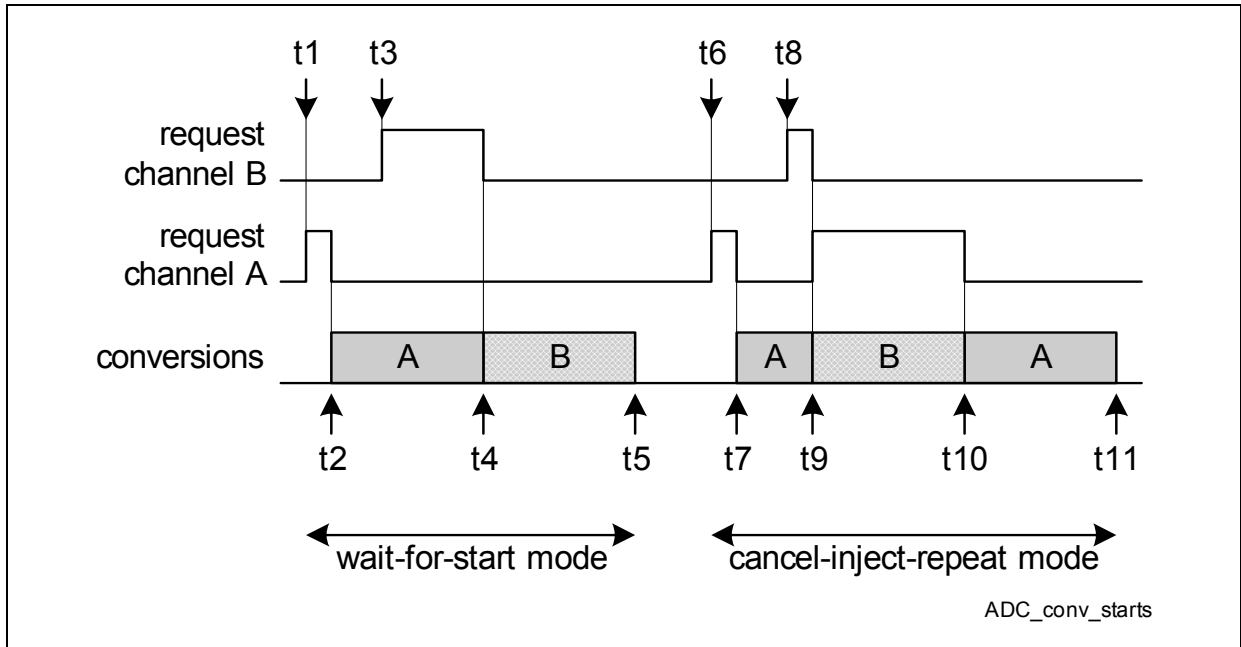 t1 t3 t6 t8
request
channel B
request
channel A
conversions A B A B A
t2 t4 t5 t7 t9 t10 t11
wait-for-start mode cancel-inject-repeat mode
ADC_conv_starts